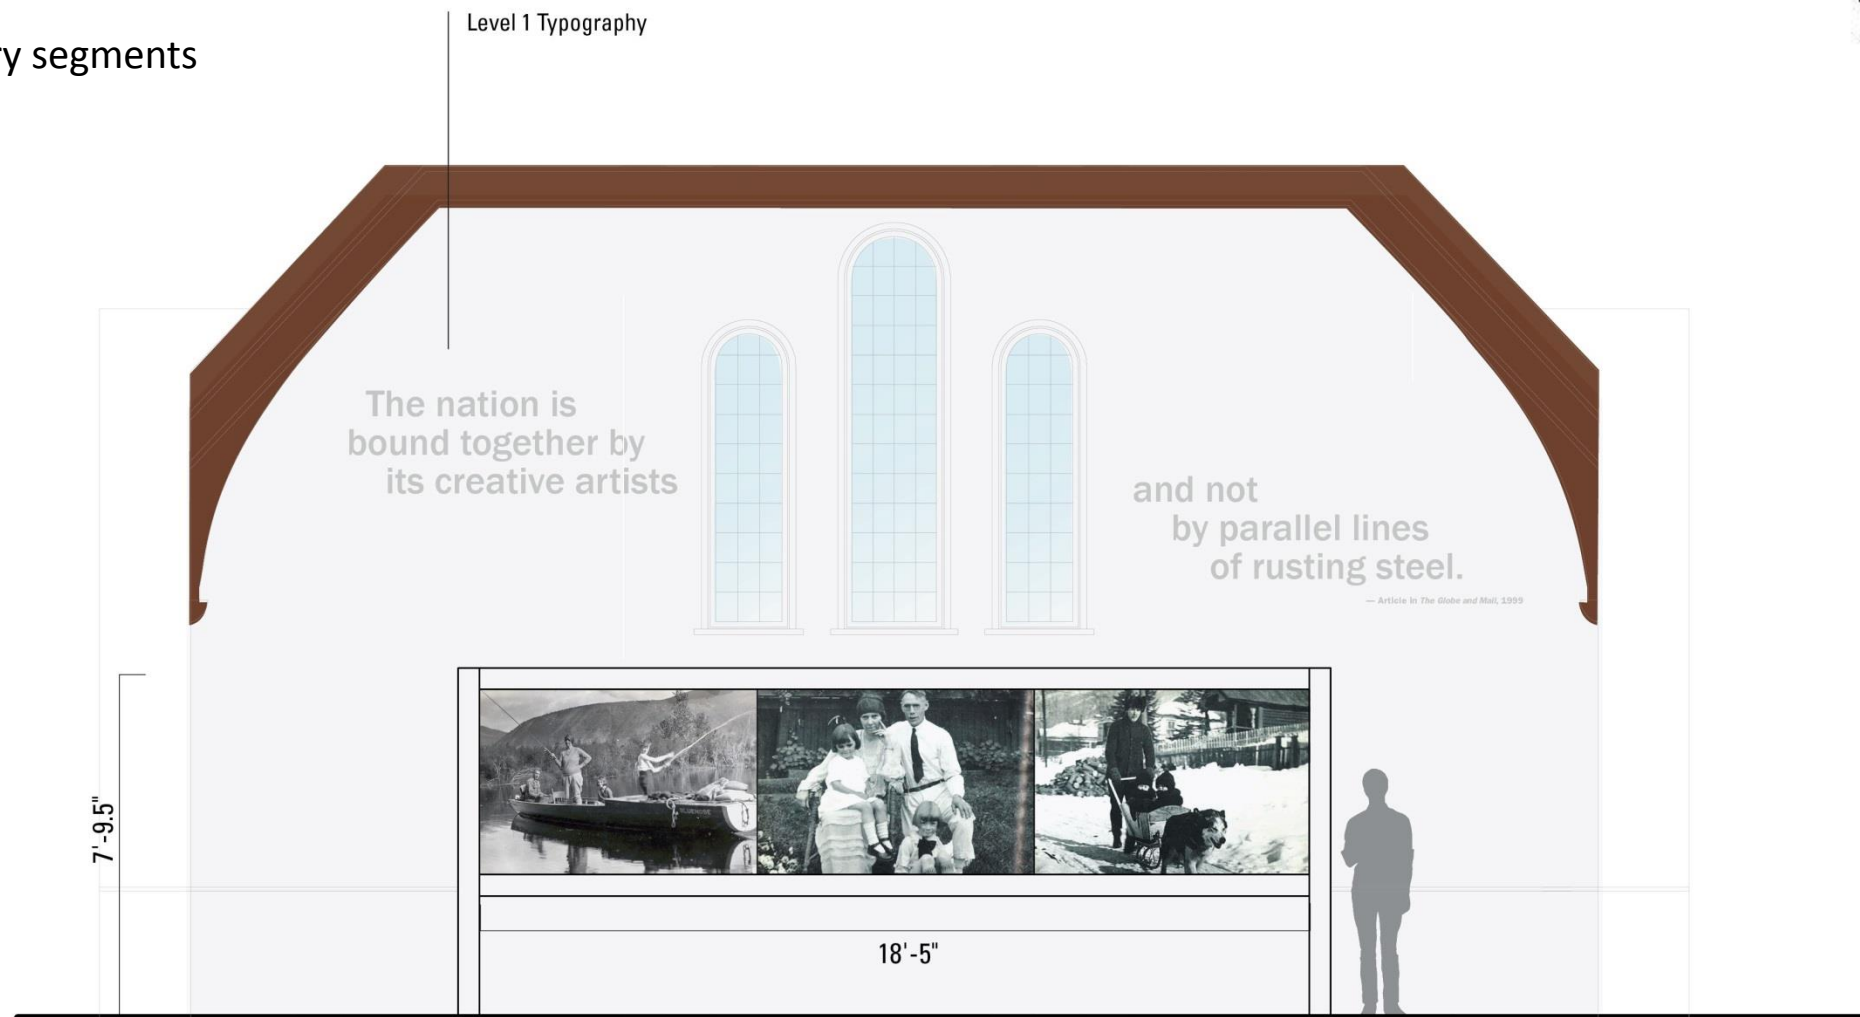 Level 1 Typography
ry segments
The nation is
bound together by
its creative artists
and not
by parallel lines
of rusting steel.
— Article in The Globe and Mail, 1999
7'-9.5"
18'-5"